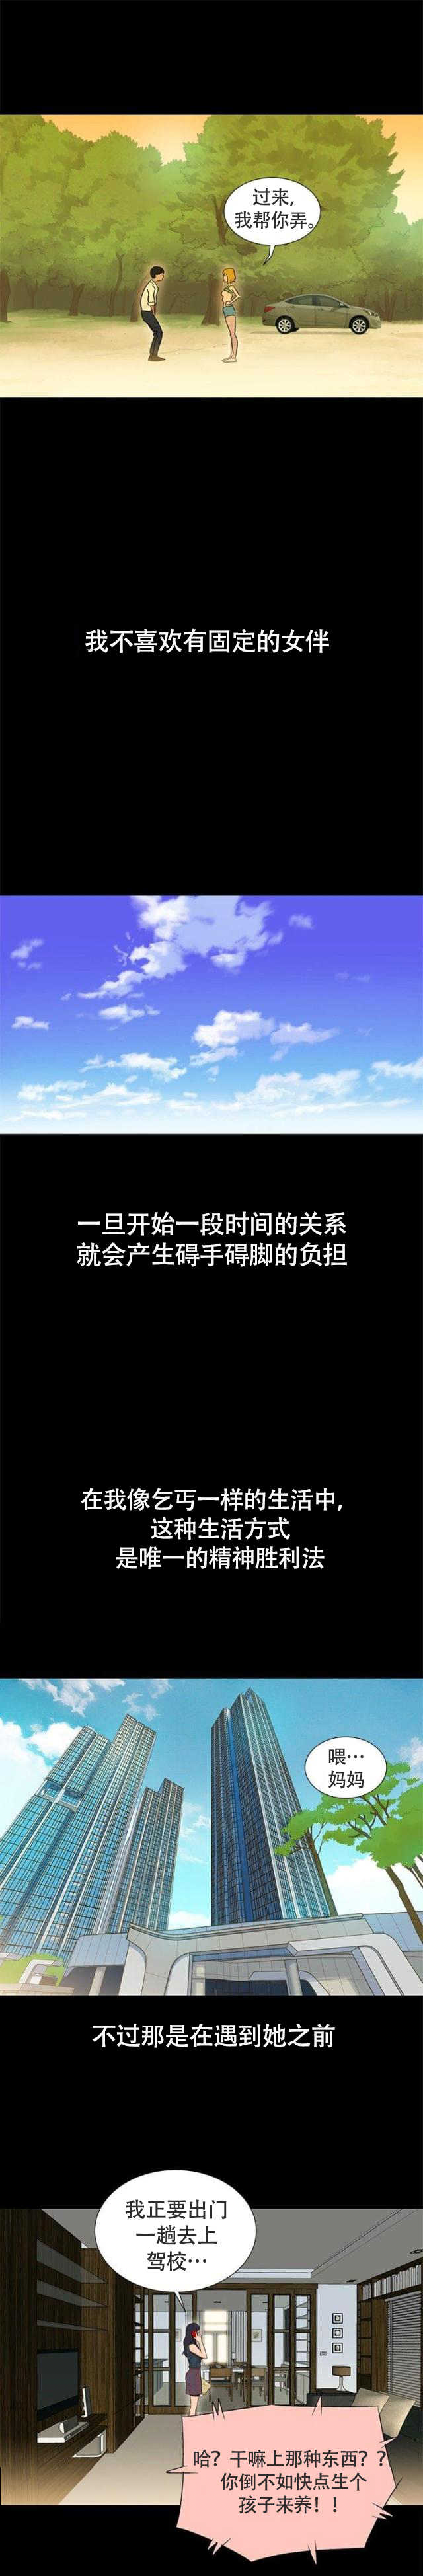 过来,
我帮你弄。
我不喜欢有固定的女伴
一旦开始一段时间的关系
就会产生碍手碍脚的负担
在我像乞丐一样的生活中,
这种生活方式
是唯一的精神胜利法
喂…
妈妈
不过那是在遇到她之前
我正要出门
一趟去上
驾校…
哈？干嘛上那种东西？？
你倒不如快点生个
孩子来养！！